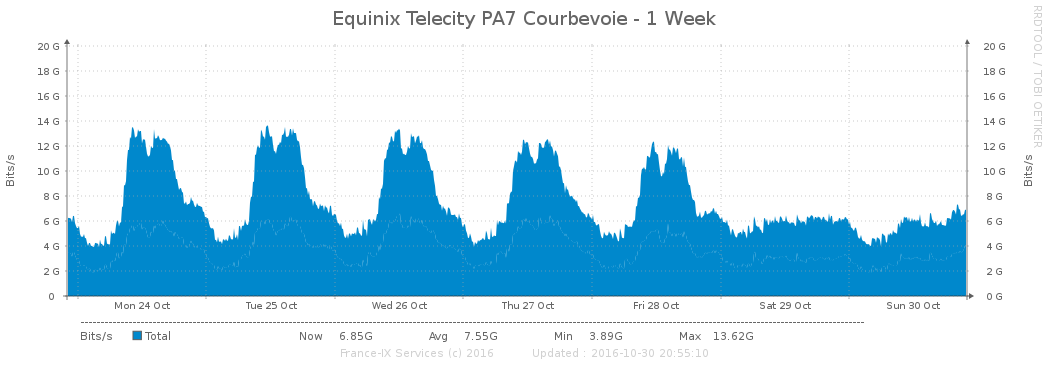 Equinix Telecity PA7 Courbevoie - 1 Week
RRDTOOL / TOBI OETIKER
Bits/s
Bits/s
20 G 20 G
18 G 18 G
16 G 16 G
14 G 14 G
12 G 12 G
10 G 10 G
8 G 8 G
6 G 6 G
4 G 4 G
2 G 2 G
0 0 G
Mon 24 Oct Tue 25 Oct Wed 26 Oct Thu 27 Oct Fri 28 Oct Sat 29 Oct Sun 30 Oct
Bits/s Total Now 6.85G Avg 7.55G Min 3.89G Max 13.62G
France-IX Services (c) 2016 Updated : 2016-10-30 20:55:10